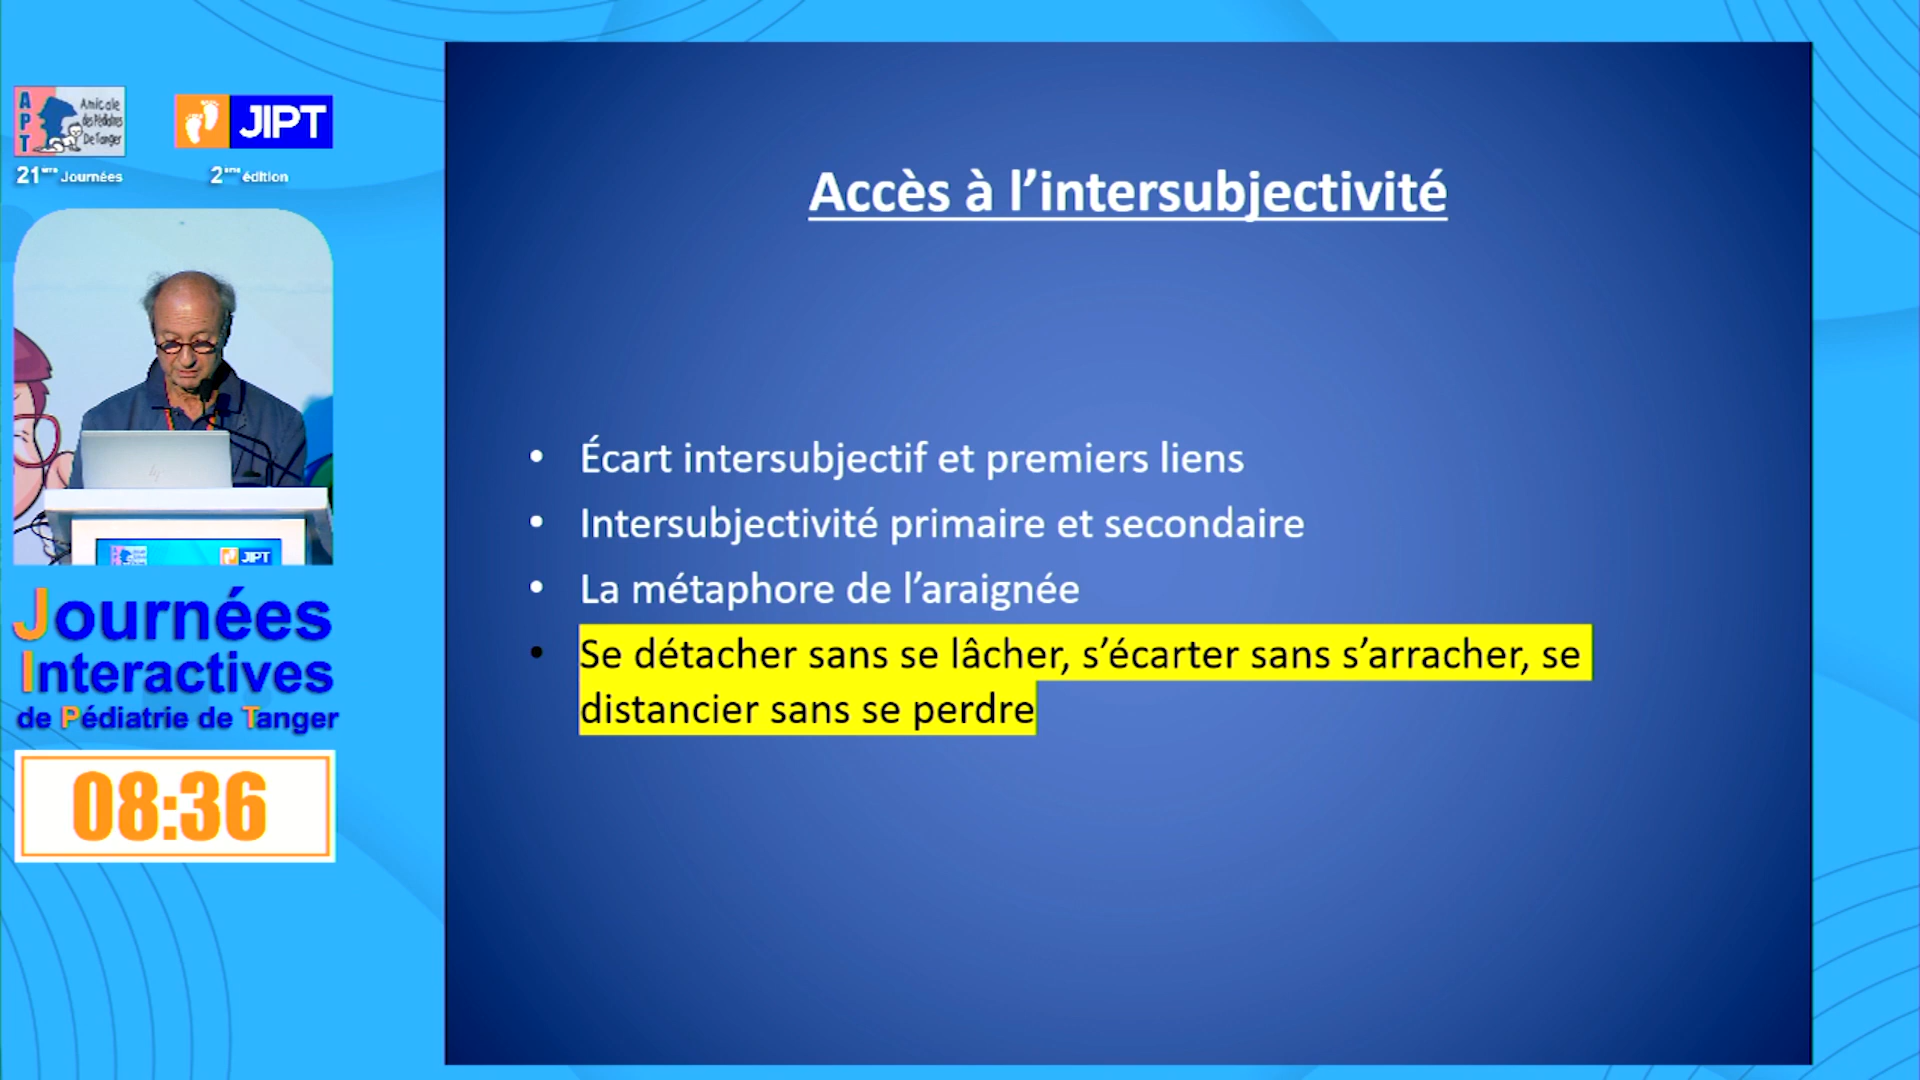 APT
Amicale
des Pédiatres
De Tanger
JIPT
21ème Journées
2ème édition
JIPT
Journées
Interactives
de Pédiatrie de Tanger
08:36
Accès à l’intersubjectivité
• Écart intersubjectif et premiers liens
• Intersubjectivité primaire et secondaire
• La métaphore de l’araignée
• Se détacher sans se lâcher, s’écarter sans s’arracher, se
distancier sans se perdre